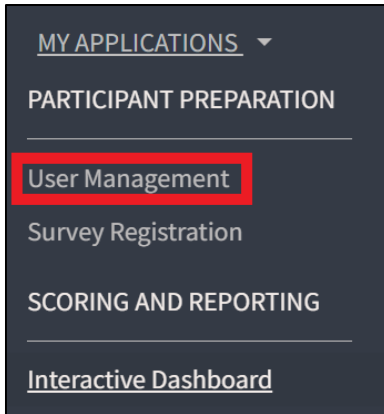 MY APPLICATIONS
PARTICIPANT PREPARATION
User Management
Survey Registration
SCORING AND REPORTING
Interactive Dashboard